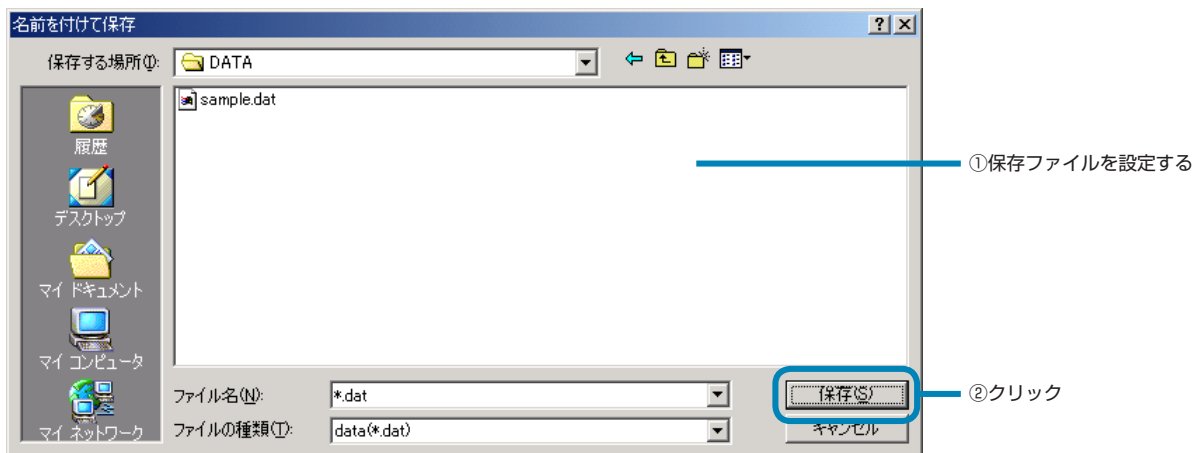 名前を付けて保存
保存する場所(I):
DATA
sample.dat
①保存ファイルを設定する
履歴
デスクトップ
マイ ドキュメント
マイ コンピュータ
マイ ネットワーク
ファイル名(N):
*.dat
保存(S)
②クリック
ファイルの種類(T):
data(*.dat)
キャンセル